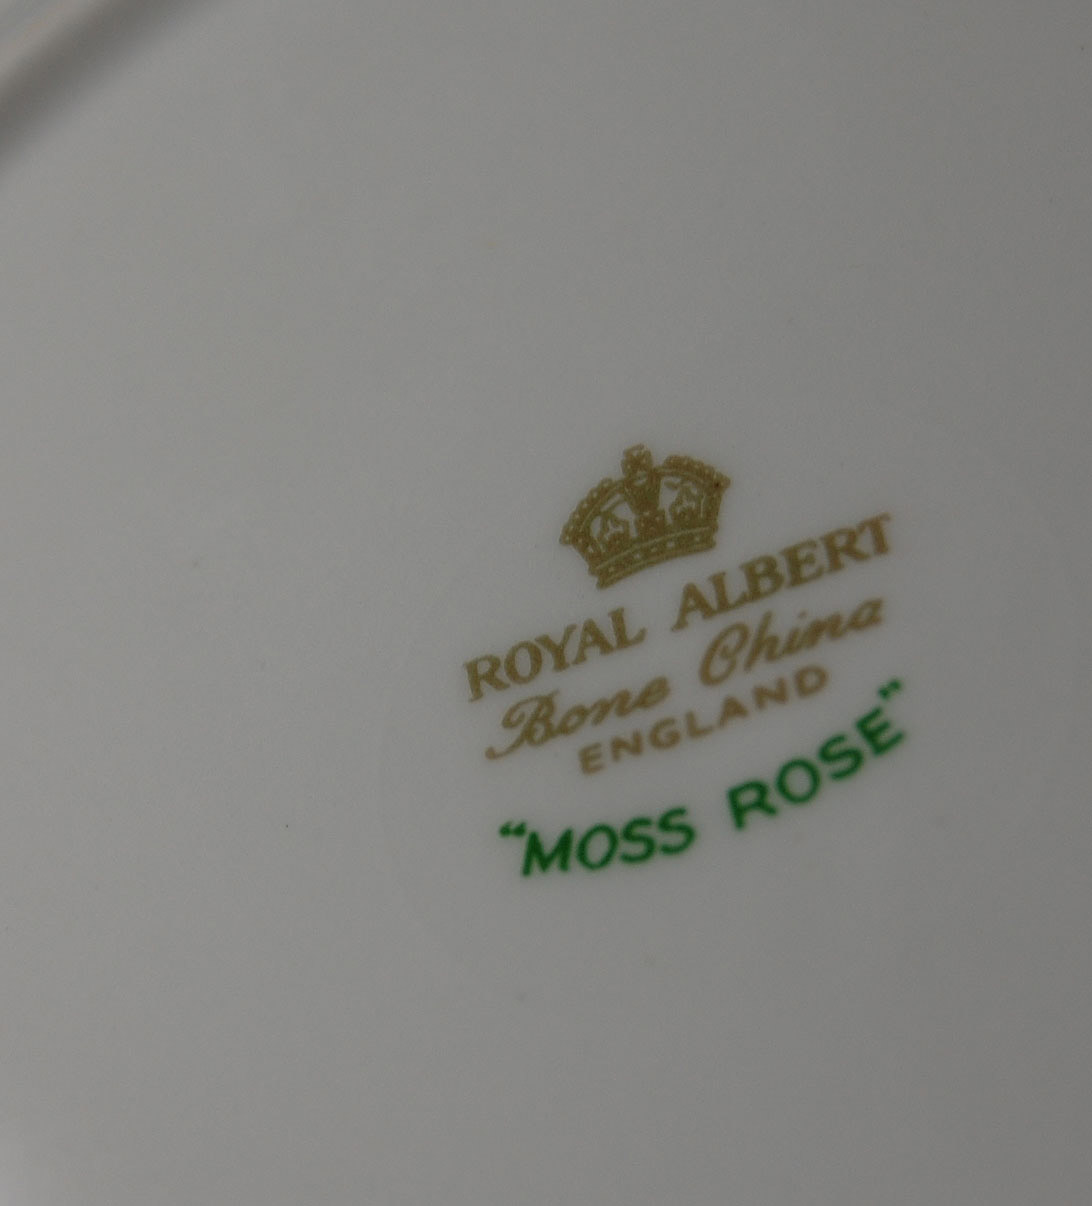 ROYAL ALBERT
Bone China
ENGLAND
“MOSS ROSE”